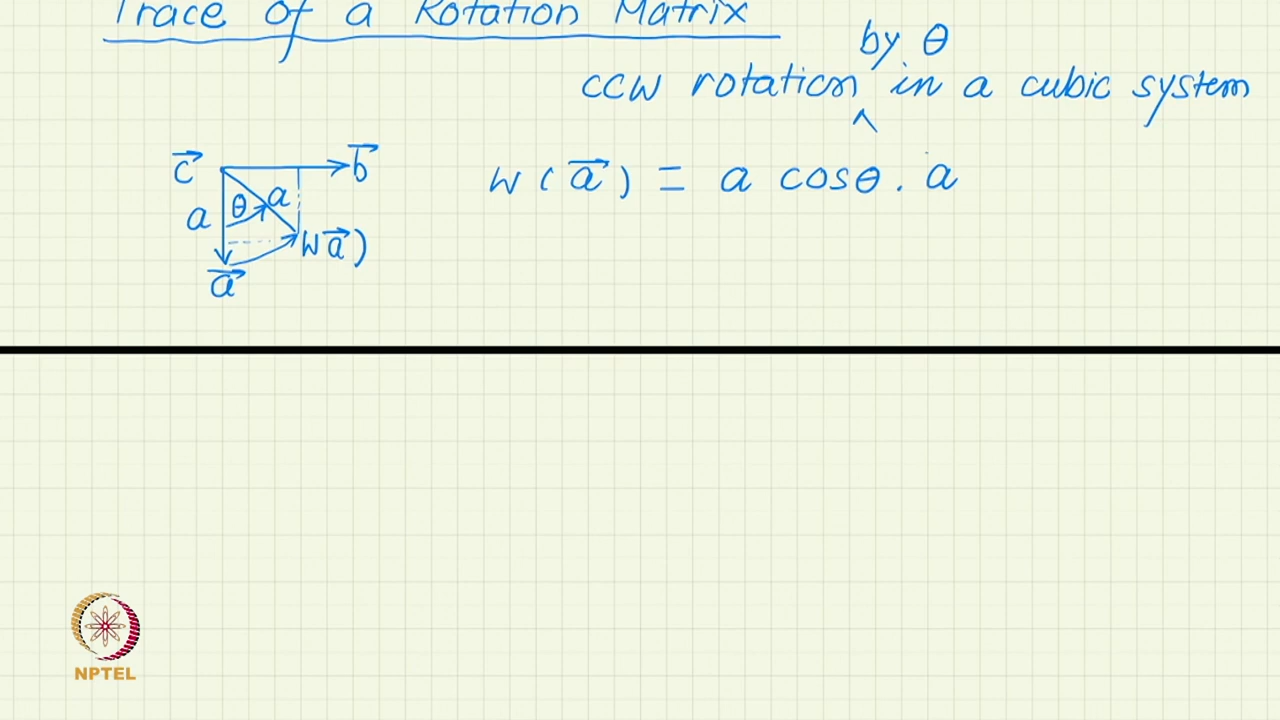 Trace of a Rotation Matrix
by θ
ccw rotation ^ in a cubic system
c⃗ b⃗
a θ a
W a⃗)
a⃗
W(a⃗) = a cosθ. a
NPTEL